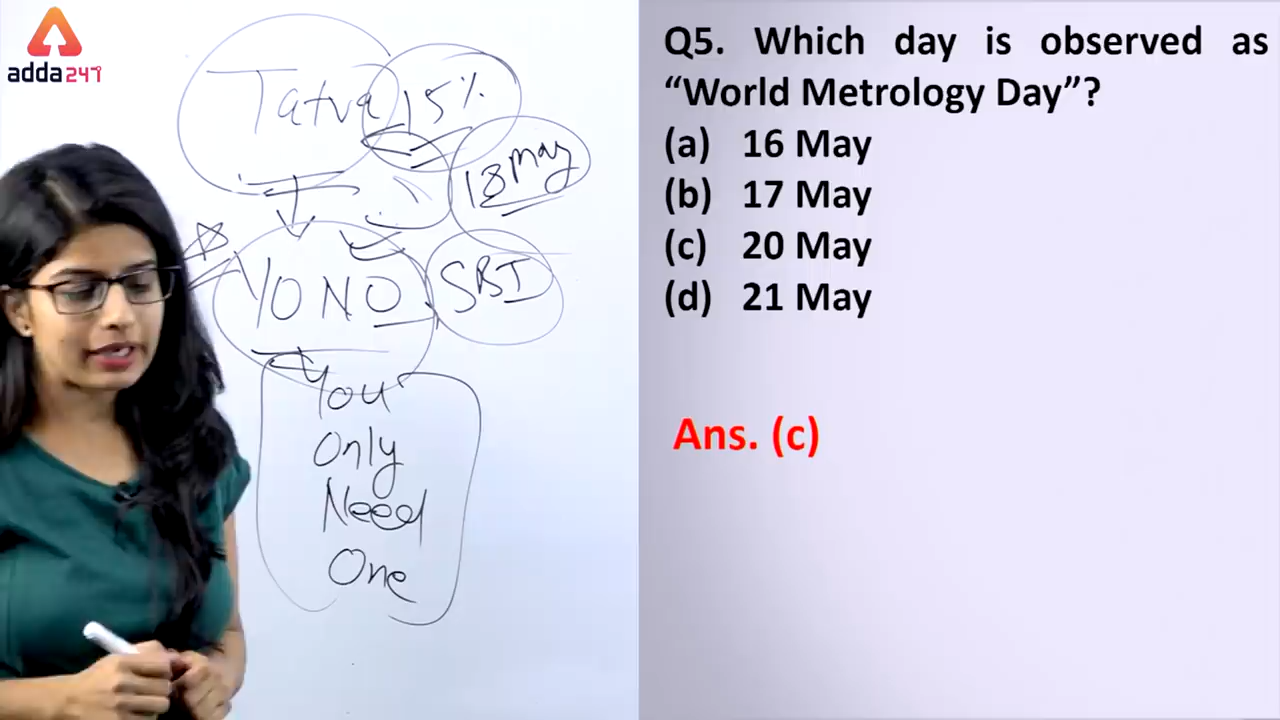 adda247
Tatva 15%
18 May
YONO SBI
You
Only
Need
One
Q5. Which day is observed as
“World Metrology Day”?
(a) 16 May
(b) 17 May
(c) 20 May
(d) 21 May
Ans. (c)